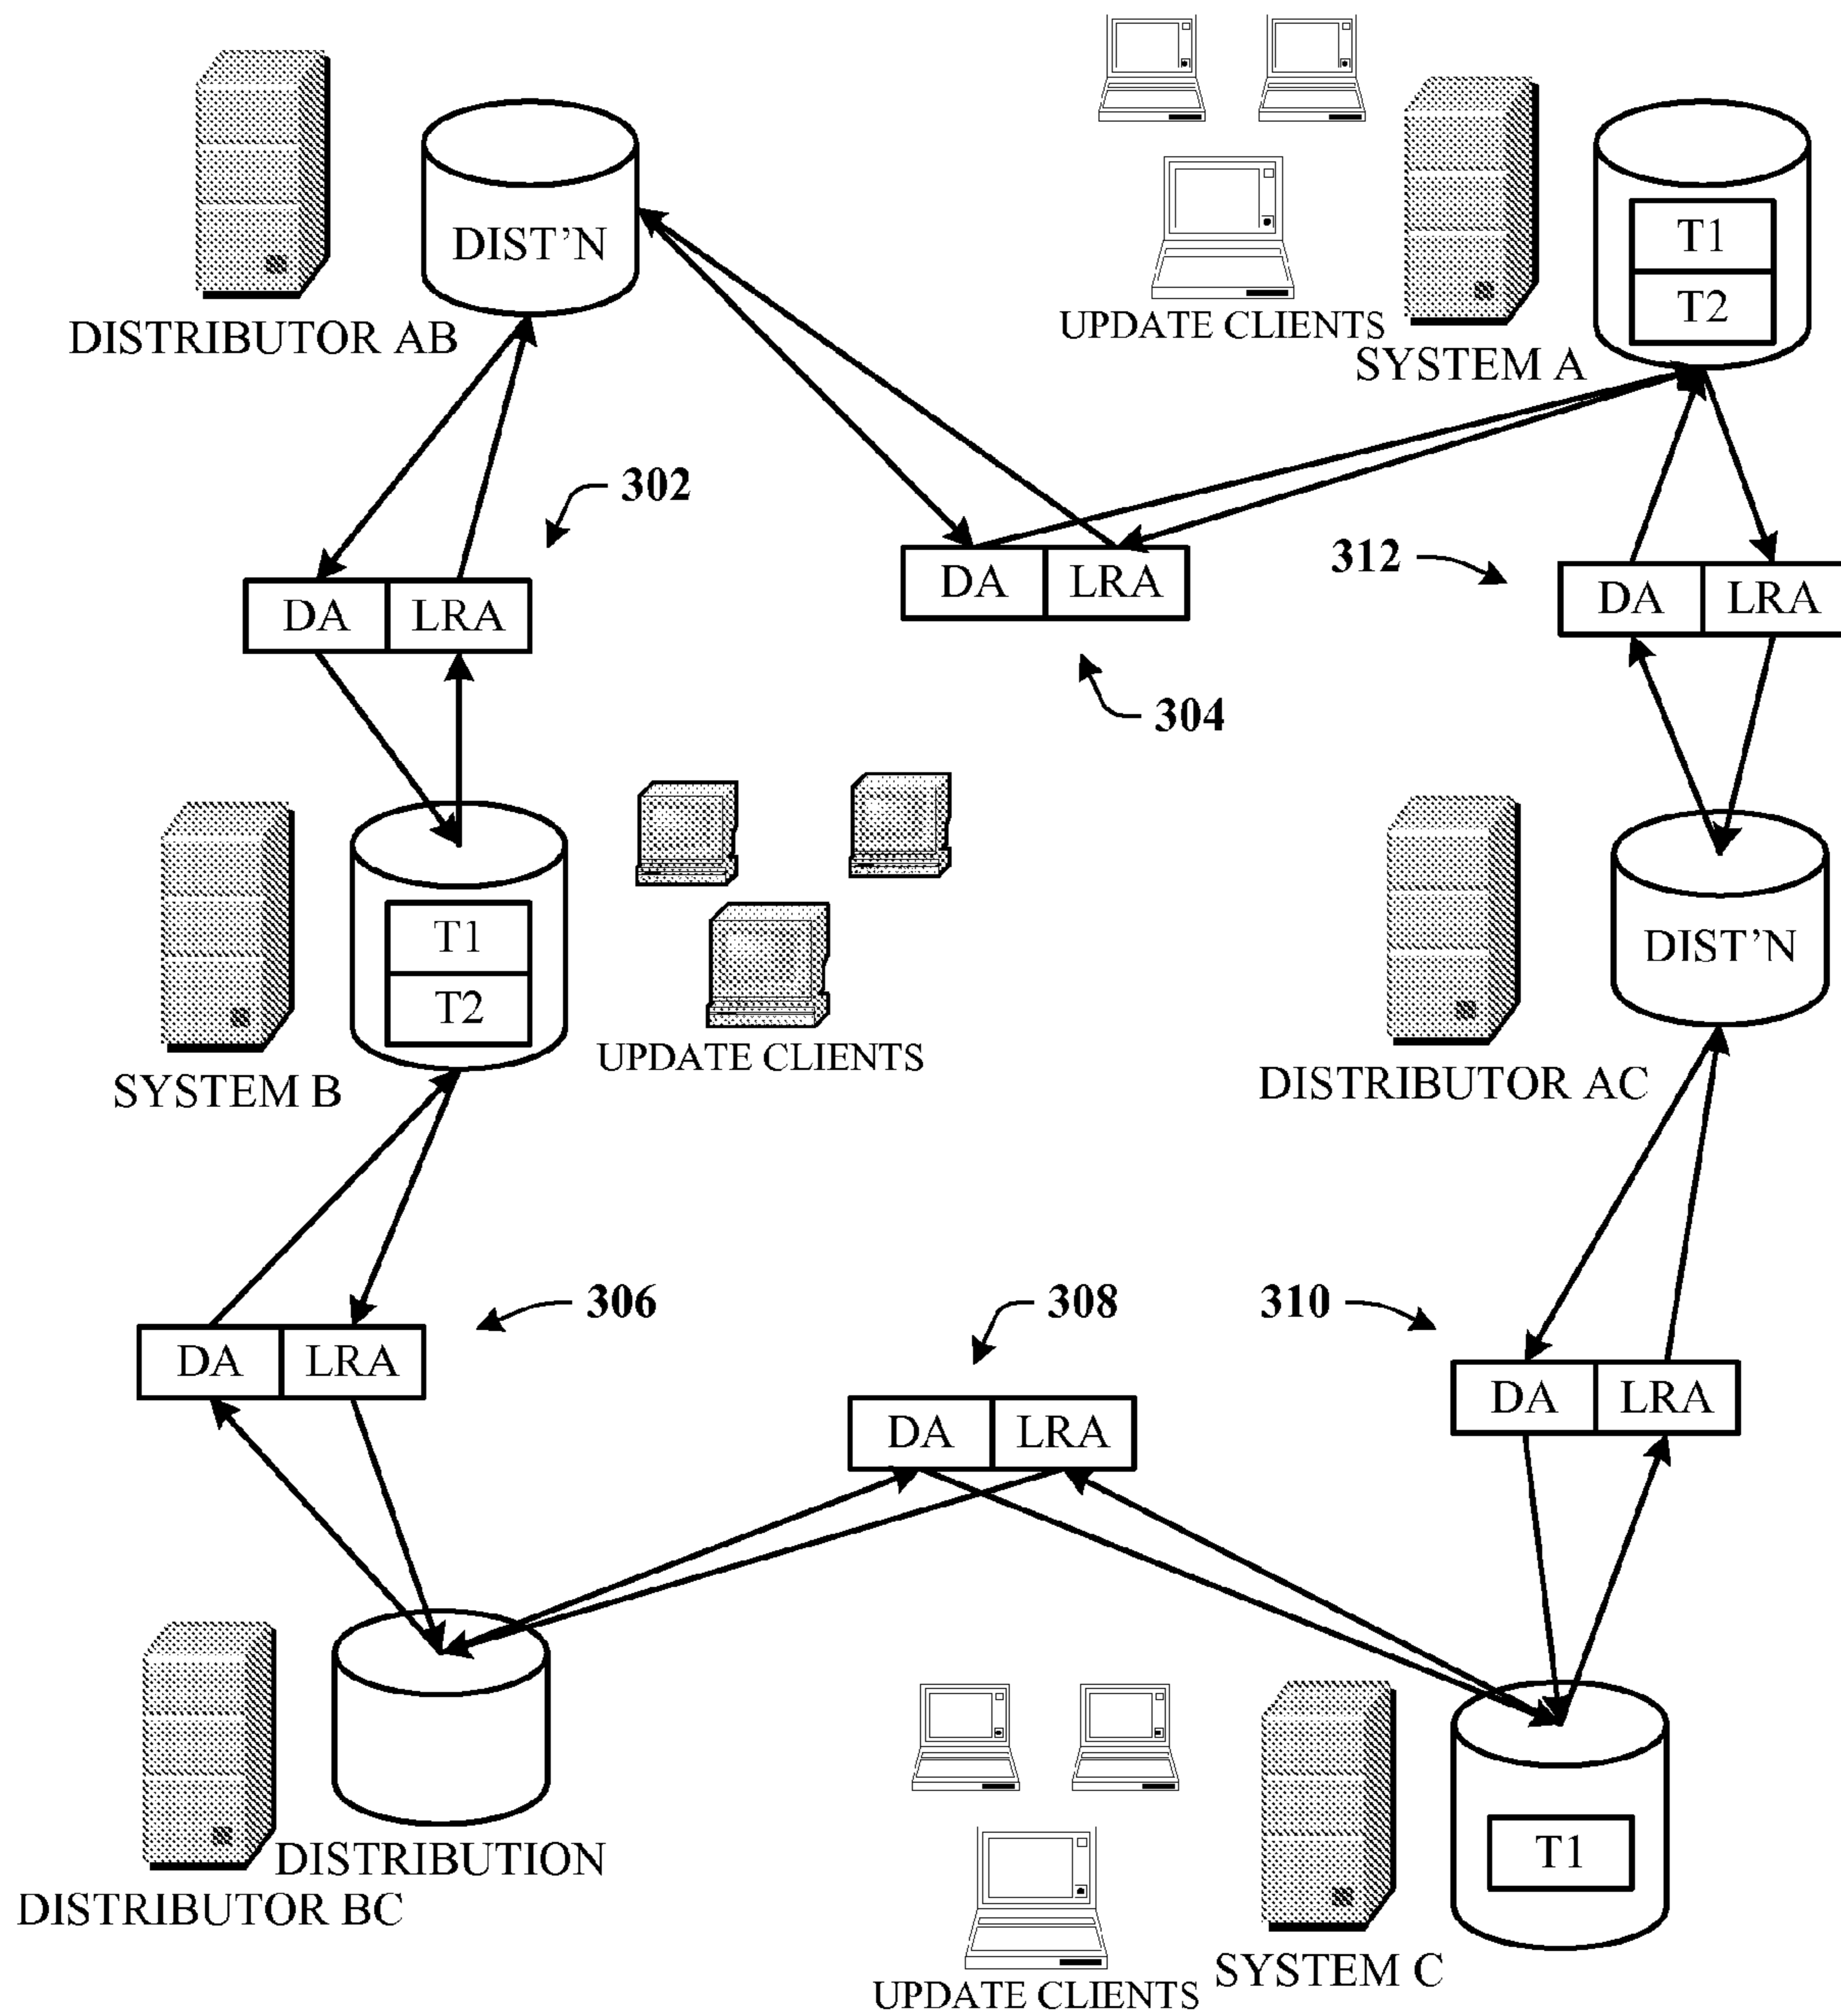 DIST'N
DISTRIBUTOR AB
UPDATE CLIENTS
SYSTEM A
T1
T2
302
DA LRA
304
DA LRA
312
DA LRA
SYSTEM B
T1
T2
UPDATE CLIENTS
DIST'N
DISTRIBUTOR AC
306
DA LRA
308
DA LRA
310
DA LRA
DISTRIBUTION
DISTRIBUTOR BC
UPDATE CLIENTS
SYSTEM C
T1